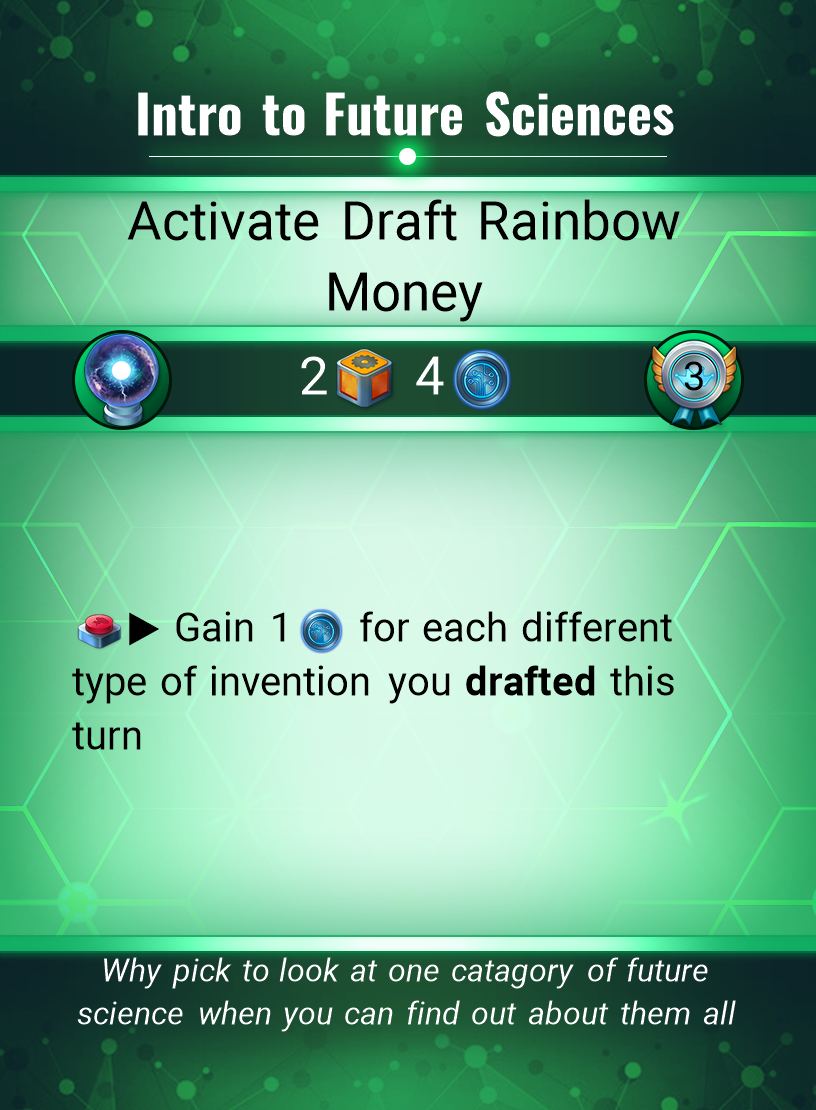 Intro to Future Sciences
Activate Draft Rainbow
Money
2 4 3
▶ Gain 1 for each different
type of invention you drafted this
turn
Why pick to look at one catagory of future
science when you can find out about them all